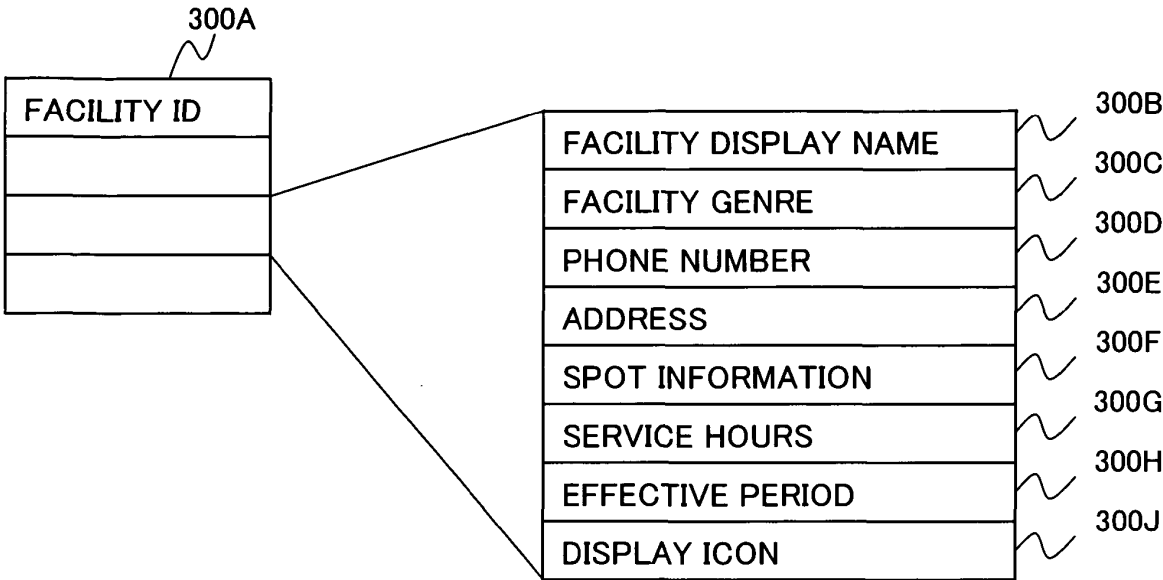 300A
FACILITY ID
FACILITY DISPLAY NAME 300B
FACILITY GENRE 300C
PHONE NUMBER 300D
ADDRESS 300E
SPOT INFORMATION 300F
SERVICE HOURS 300G
EFFECTIVE PERIOD 300H
DISPLAY ICON 300J